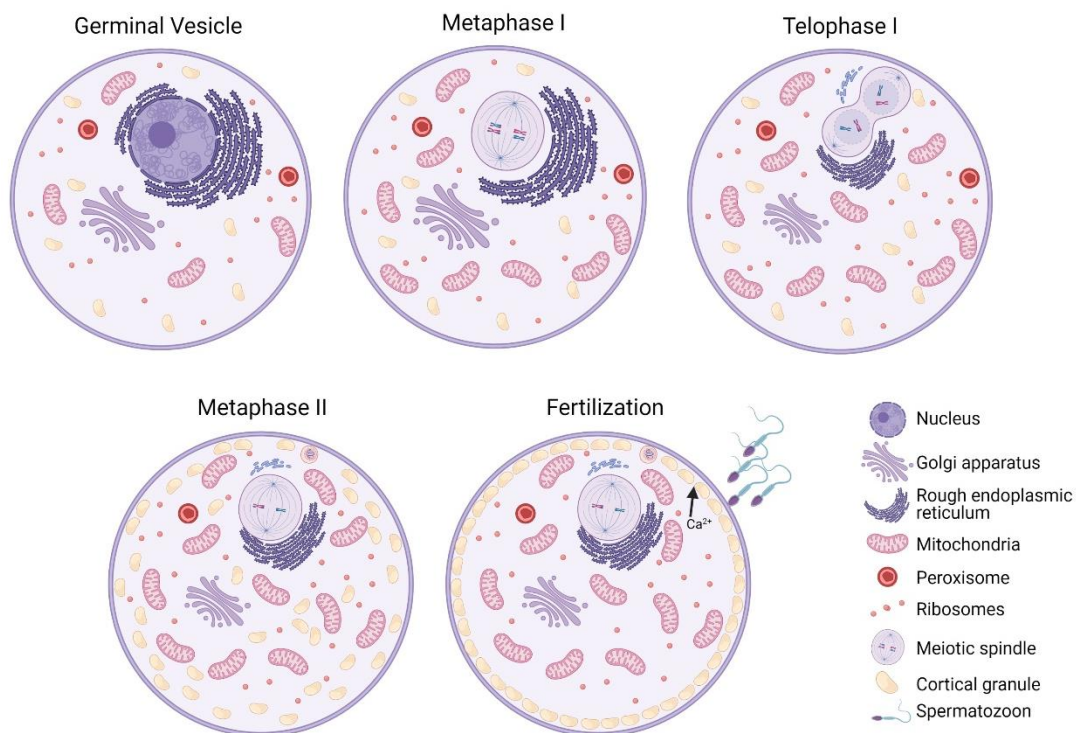 Germinal Vesicle
Metaphase I
Telophase I
Metaphase II
Fertilization
Ca²⁺
Nucleus
Golgi apparatus
Rough endoplasmic
reticulum
Mitochondria
Peroxisome
Ribosomes
Meiotic spindle
Cortical granule
Spermatozoon